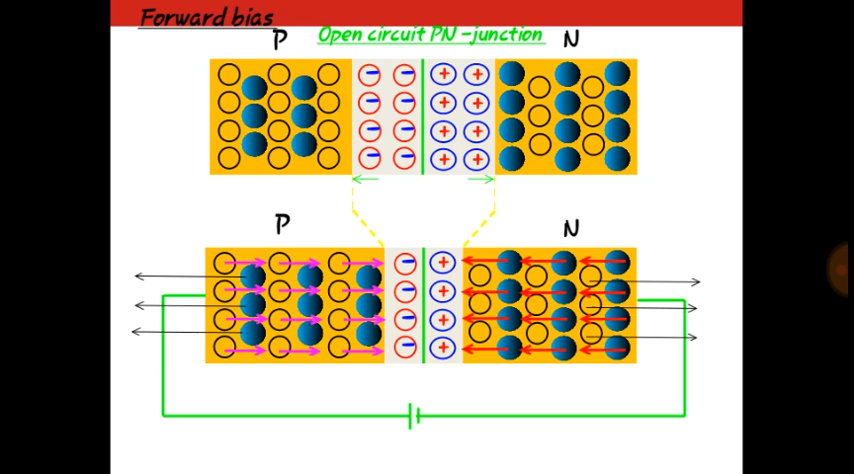 Forward bias
Open circuit PN -junction
P N
- - + +
- - + +
- - + +
- - + +
P N
- +
- +
- +
- +